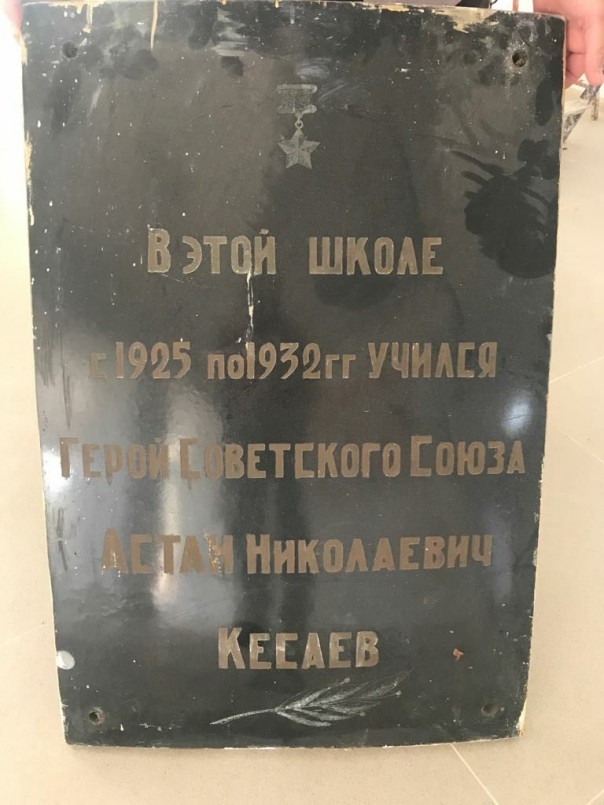 В этой школе
с 1925 по 1932 гг учился
Герой Советского Союза
Астан Николаевич
Кесаев